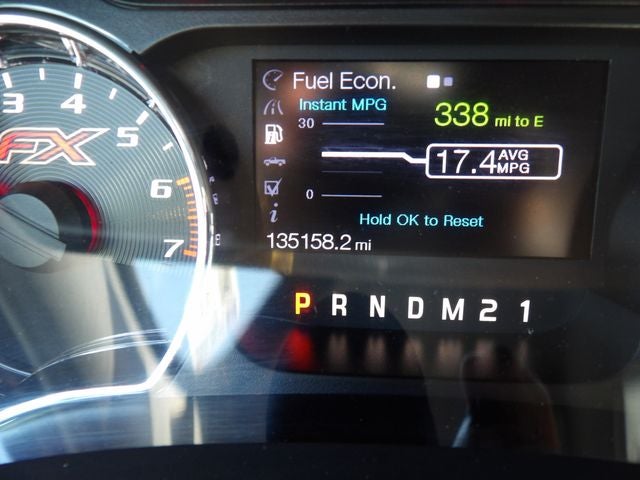 Fuel Econ.
Instant MPG
338 mi to E
30
17.4 AVG MPG
0
Hold OK to Reset
135158.2 mi
P R N D M 2 1
3 4 5 6 7
FX